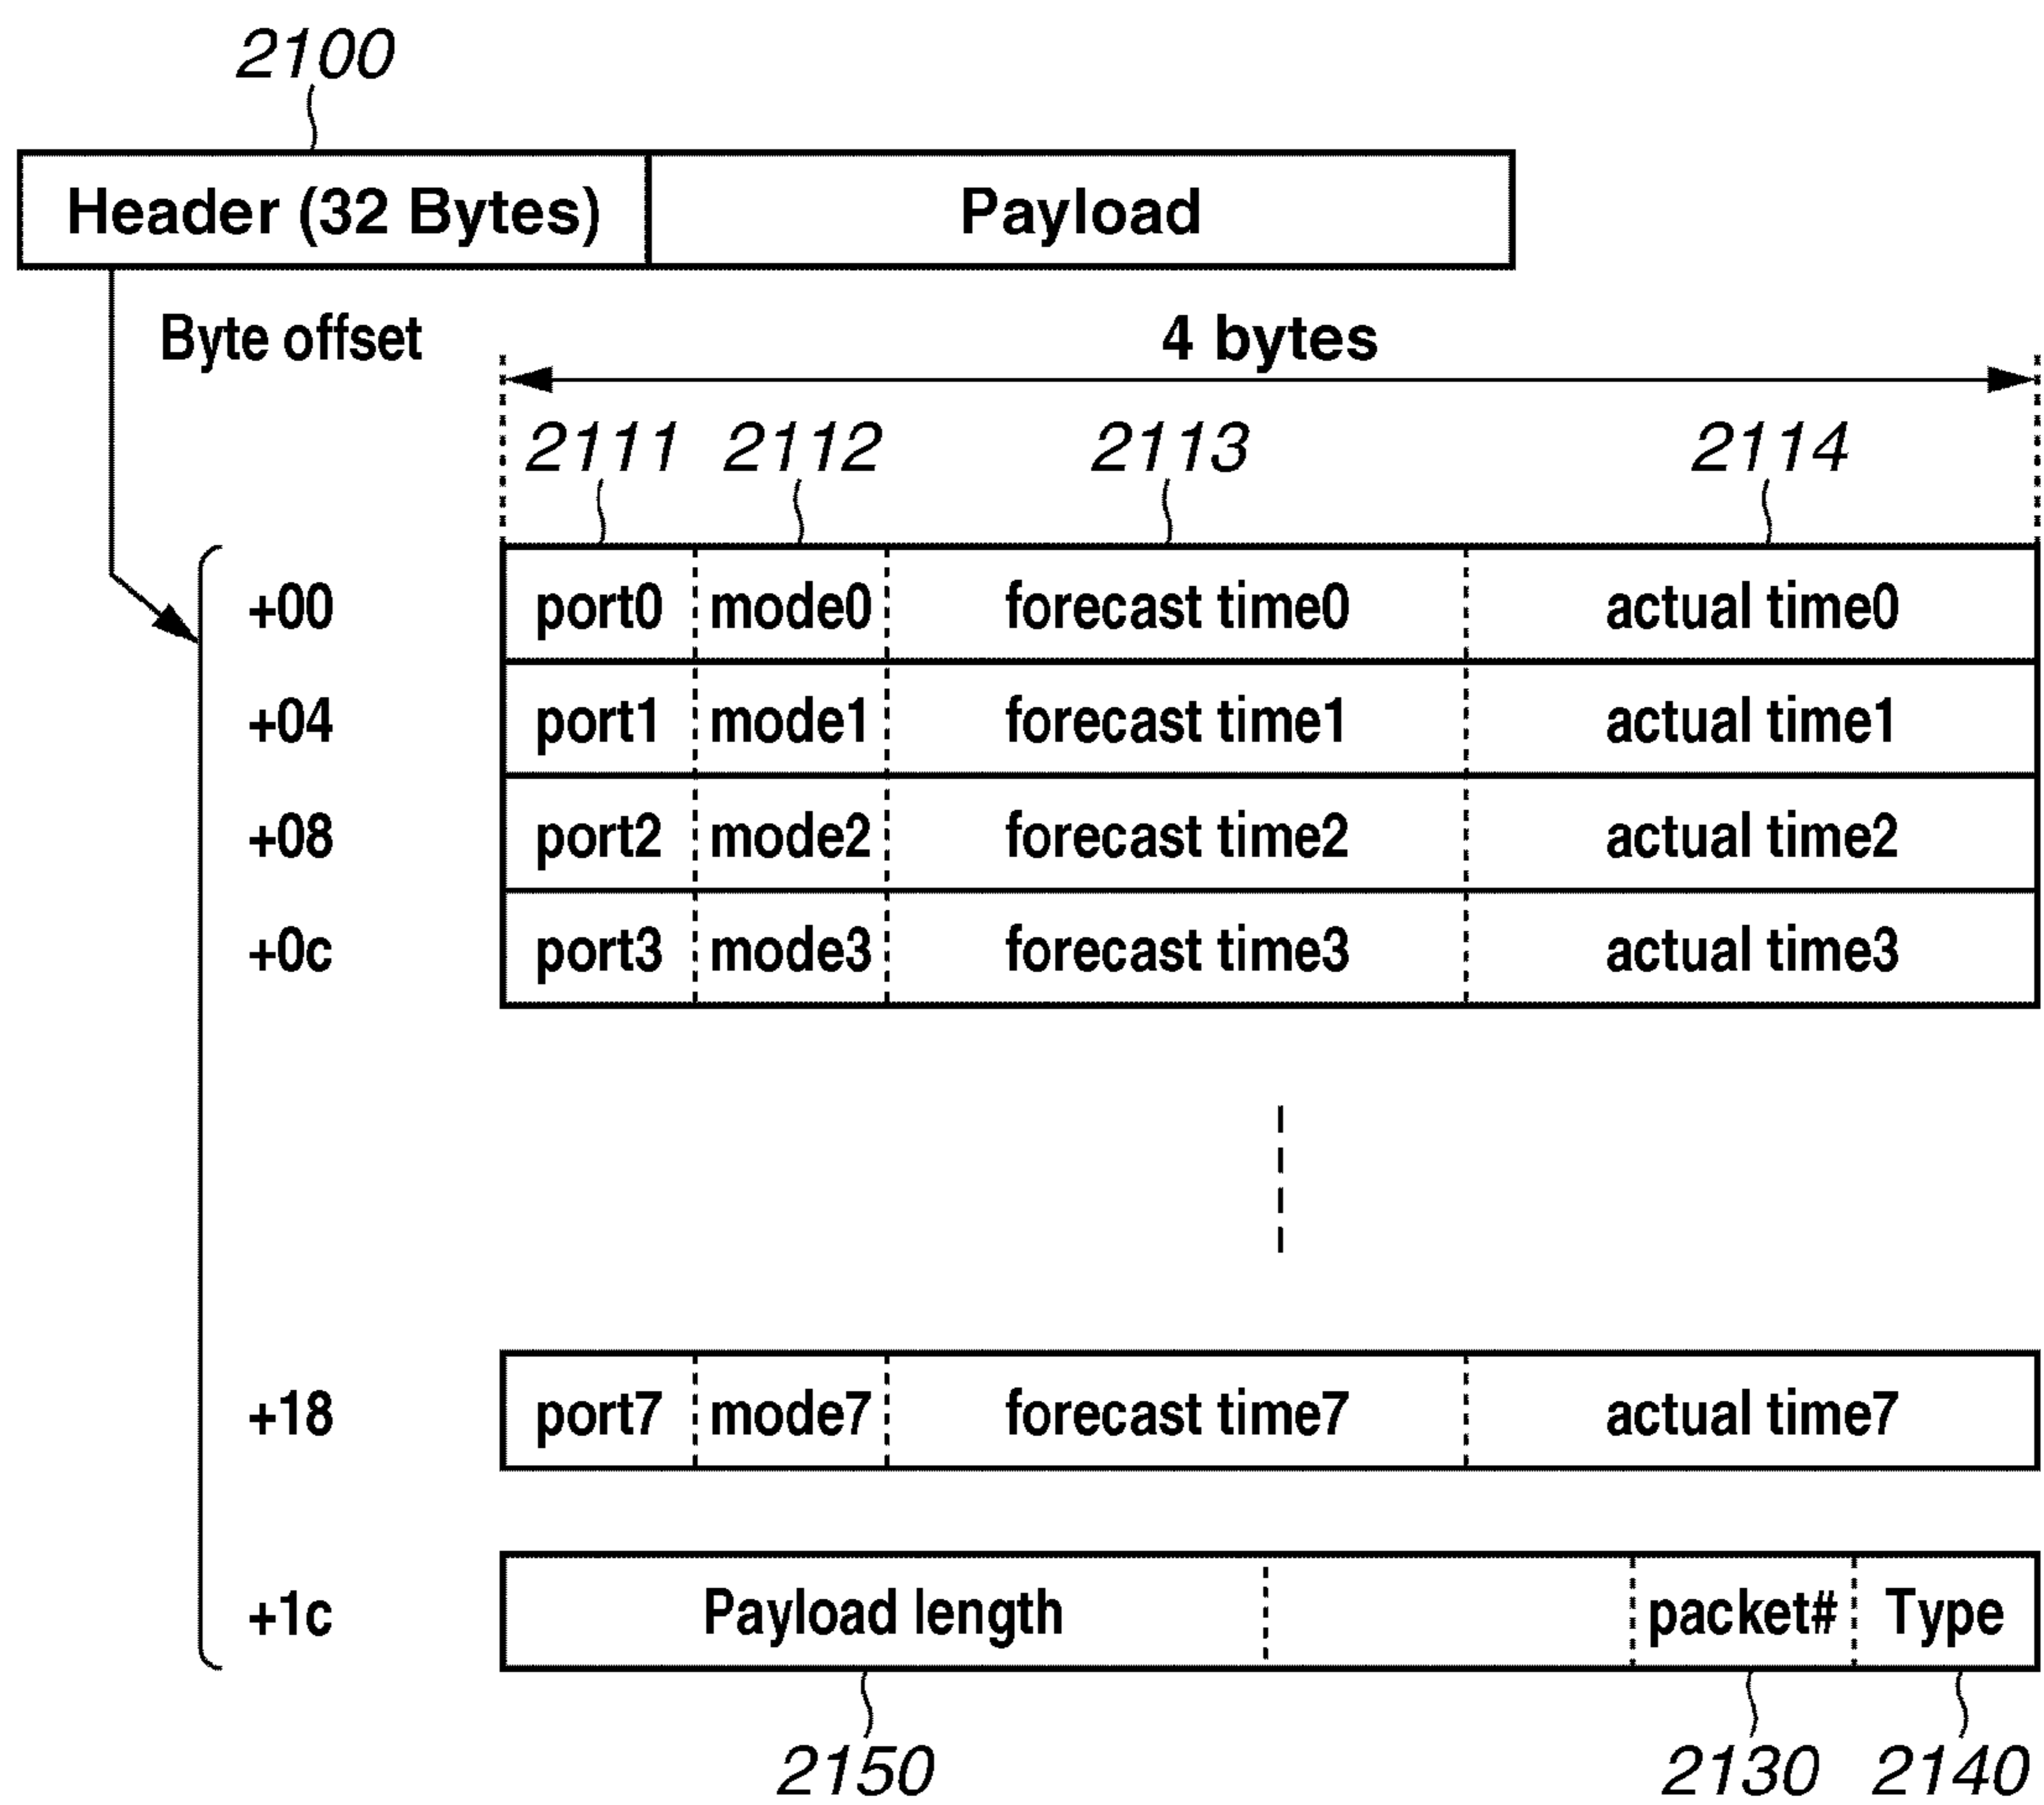 2100
Header (32 Bytes) Payload
Byte offset 4 bytes
2111 2112 2113 2114
+00 port0 mode0 forecast time0 actual time0
+04 port1 mode1 forecast time1 actual time1
+08 port2 mode2 forecast time2 actual time2
+0c port3 mode3 forecast time3 actual time3
+18 port7 mode7 forecast time7 actual time7
+1c Payload length packet# Type
2150 2130 2140